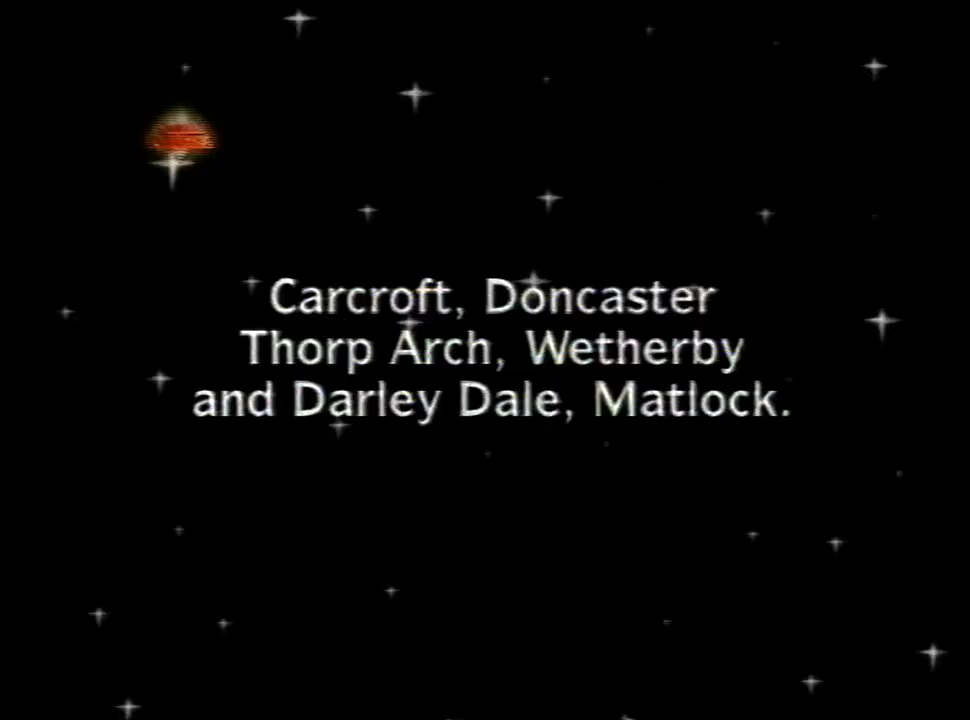 Carcroft, Doncaster
Thorp Arch, Wetherby
and Darley Dale, Matlock.